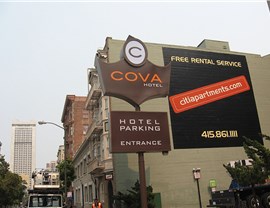 C
COVA
HOTEL
HOTEL
PARKING
ENTRANCE
FREE RENTAL SERVICE
citiapartments.com
415.861.1111